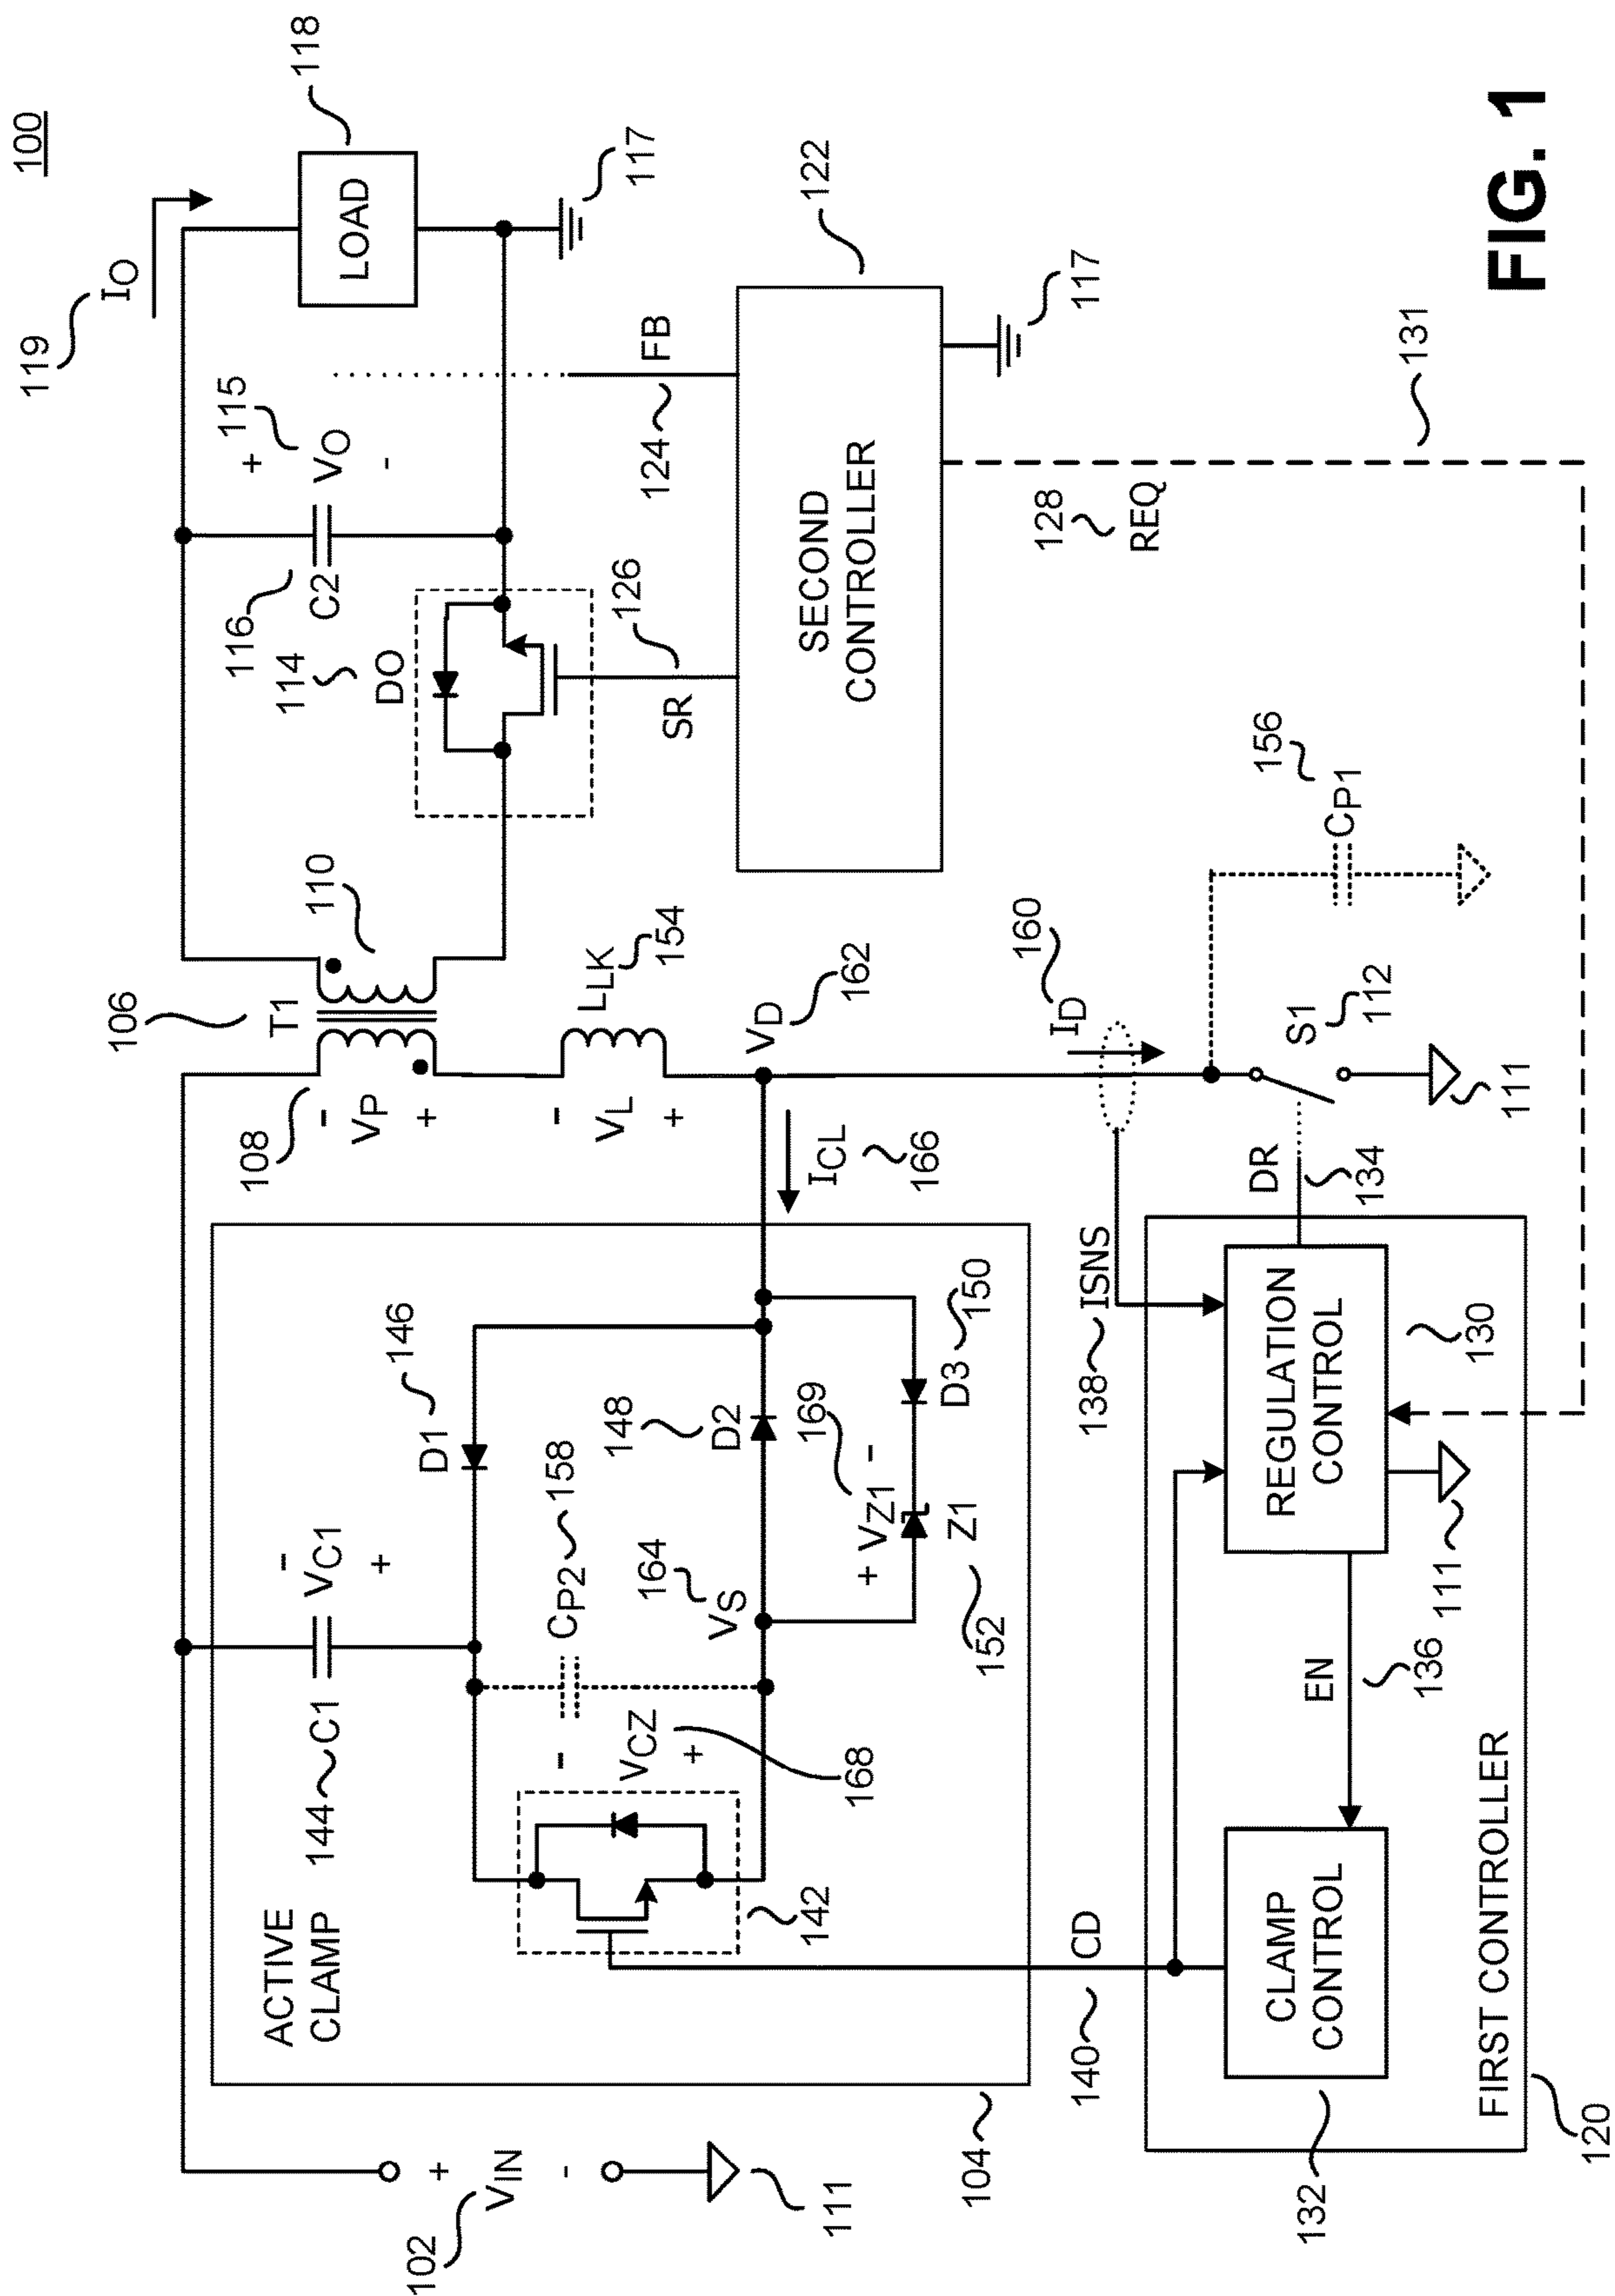 100
119
IO
118
LOAD
117
+
VO
-
115
116
C2
114
DO
110
106
T1
108
-
VP
+
LLK
154
-
VL
+
VD
162
ICL
166
FB
124
SR
126
SECOND
CONTROLLER
122
117
128
REQ
131
ACTIVE
CLAMP
144
C1
-
VC1
+
D1
146
CP2
158
-
VCZ
+
168
142
VS
164
D2
148
+ VZ1 -
169
Z1
152
D3
150
102
+
VIN
-
111
104
140
CD
138
ISNS
160
ID
CP1
156
S1
112
111
DR
134
CLAMP
CONTROL
132
EN
136
REGULATION
CONTROL
130
111
FIRST CONTROLLER
120
FIG. 1